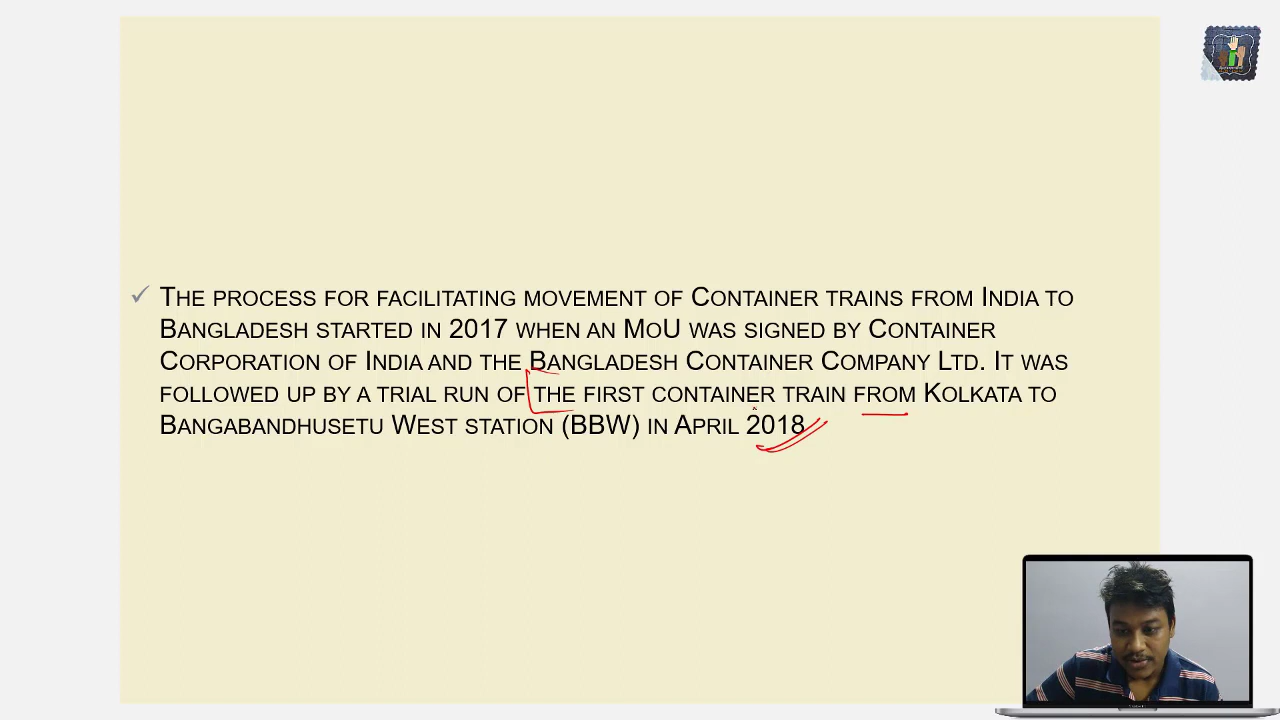 The process for facilitating movement of Container trains from India to
Bangladesh started in 2017 when an MoU was signed by Container
Corporation of India and the Bangladesh Container Company Ltd. It was
followed up by a trial run of the first container train from Kolkata to
Bangabandhusetu West station (BBW) in April 2018